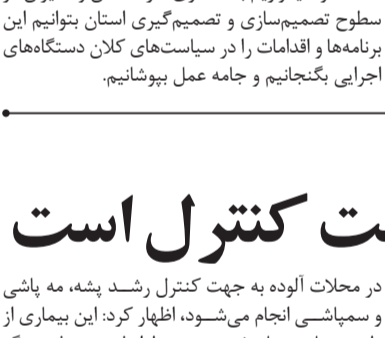 سطوح تصمیم‌سازی و تصمیم‌گیری استان بتوانیم این
برنامه‌ها و اقدامات را در سیاست‌های کلان دستگاه‌های
اجرایی بگنجانیم و جامه عمل بپوشانیم.
کنترل است
در محلات آلوده به جهت کنترل رشد پشه، مه پاشی
و سمپاشی انجام می‌شود، اظهار کرد: این بیماری از